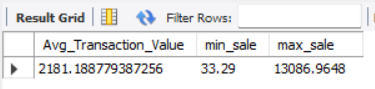 Result Grid Filter Rows:
Avg_Transaction_Value min_sale max_sale
2181.188779387256 33.29 13086.9648